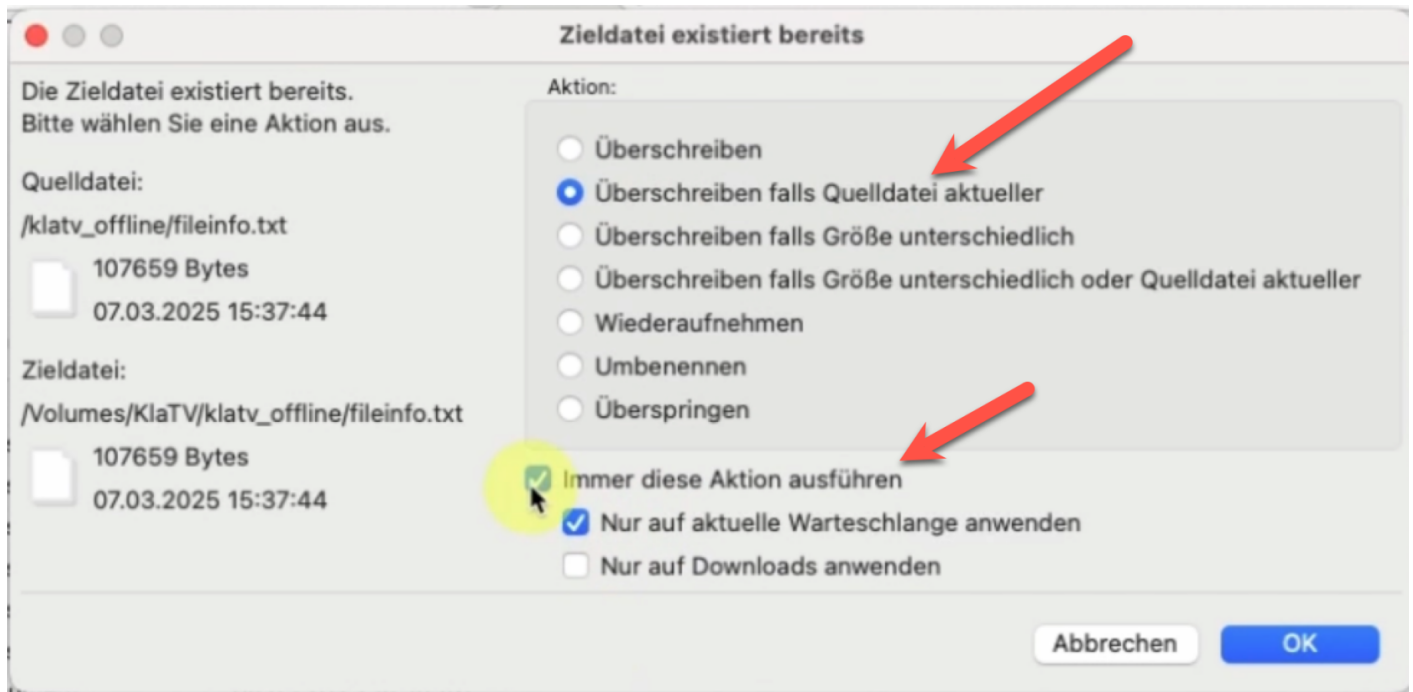 Zieldatei existiert bereits
Die Zieldatei existiert bereits.
Bitte wählen Sie eine Aktion aus.
Quelldatei:
/klatv_offline/fileinfo.txt
107659 Bytes
07.03.2025 15:37:44
Zieldatei:
/Volumes/KlaTV/klatv_offline/fileinfo.txt
107659 Bytes
07.03.2025 15:37:44
Aktion:
Überschreiben
Überschreiben falls Quelldatei aktueller
Überschreiben falls Größe unterschiedlich
Überschreiben falls Größe unterschiedlich oder Quelldatei aktueller
Wiederaufnehmen
Umbenennen
Überspringen
Immer diese Aktion ausführen
Nur auf aktuelle Warteschlange anwenden
Nur auf Downloads anwenden
Abbrechen
OK